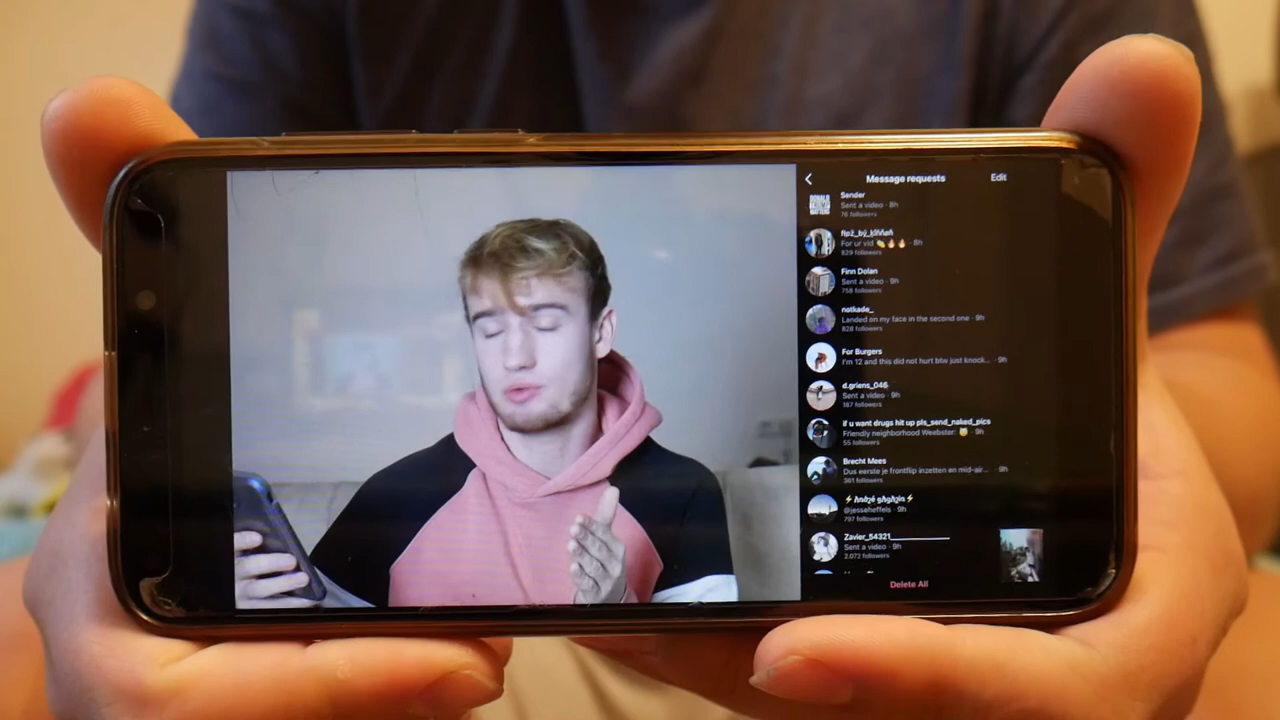 Message requests
Edit
Sender
Sent a video · 8h
76 followers
For ur vid 🔥🔥🔥 · 8h
829 followers
Finn Dolan
Sent a video · 9h
758 followers
notkade_
Landed on my face in the second one · 9h
828 followers
For Burgers
I'm 12 and this did not hurt btw just knock... · 9h
d.griens_046
Sent a video · 9h
187 followers
if u want drugs hit up pls_send_naked_pics
Friendly neighborhood Weebster: 🤯 · 9h
55 followers
Brecht Mees
Dus eerste je frontflip inzetten en mid-air... · 9h
361 followers
@jesseheffels · 9h
797 followers
Zavier_54321
Sent a video · 9h
2.072 followers
Delete All